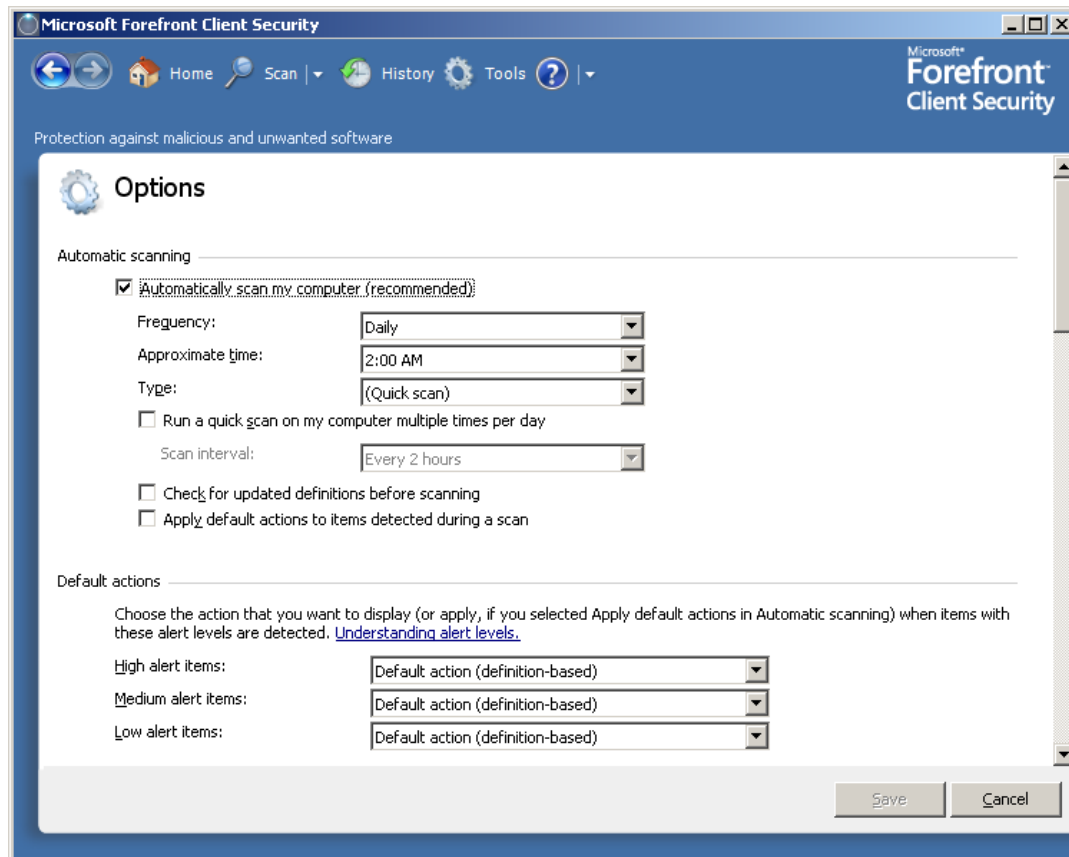 Microsoft Forefront Client Security
Home Scan History Tools ?
Microsoft®
Forefront™
Client Security
Protection against malicious and unwanted software
Options
Automatic scanning
Automatically scan my computer (recommended)
Frequency: Daily
Approximate time: 2:00 AM
Type: (Quick scan)
Run a quick scan on my computer multiple times per day
Scan interval: Every 2 hours
Check for updated definitions before scanning
Apply default actions to items detected during a scan
Default actions
Choose the action that you want to display (or apply, if you selected Apply default actions in Automatic scanning) when items with
these alert levels are detected. Understanding alert levels.
High alert items: Default action (definition-based)
Medium alert items: Default action (definition-based)
Low alert items: Default action (definition-based)
Save Cancel